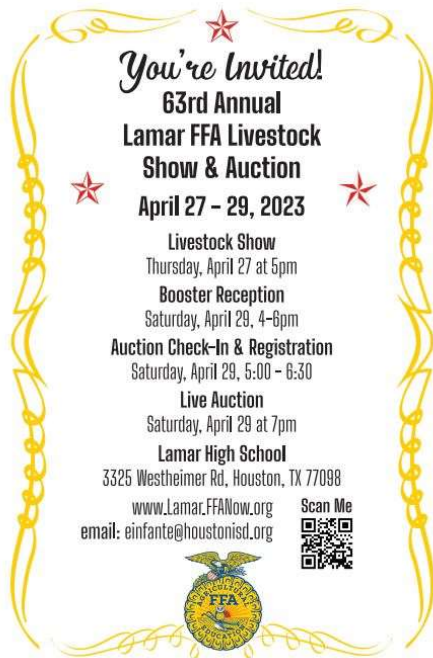 You're Invited!
63rd Annual
Lamar FFA Livestock
Show & Auction
April 27 – 29, 2023
Livestock Show
Thursday, April 27 at 5pm
Booster Reception
Saturday, April 29, 4-6pm
Auction Check-In & Registration
Saturday, April 29, 5:00 – 6:30
Live Auction
Saturday, April 29 at 7pm
Lamar High School
3325 Westheimer Rd, Houston, TX 77098
www.Lamar.FFANow.org
email: einfante@houstonisd.org
Scan Me
AGRICULTURAL
FFA
EDUCATION